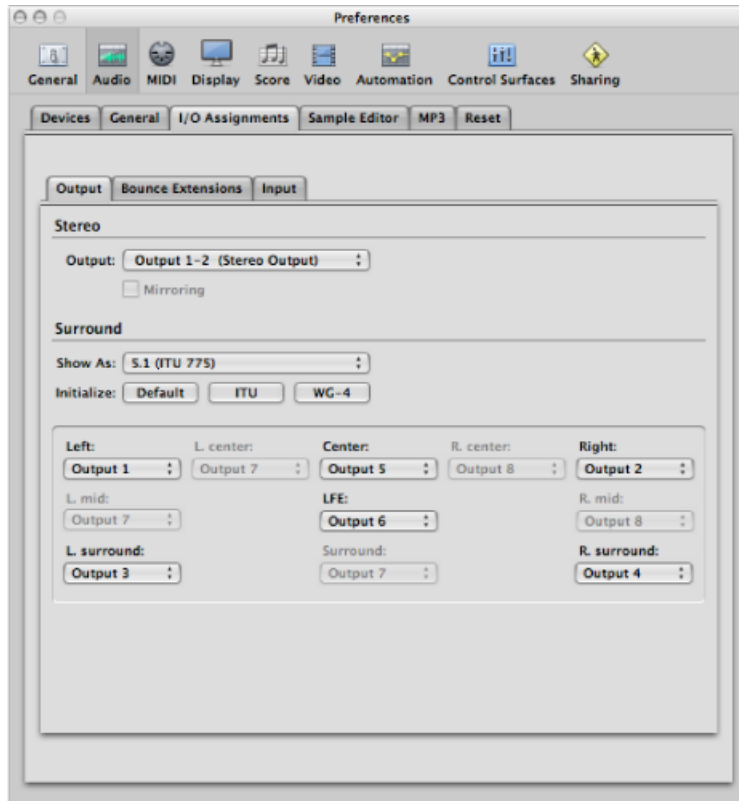 Preferences
General Audio MIDI Display Score Video Automation Control Surfaces Sharing
Devices General I/O Assignments Sample Editor MP3 Reset
Output Bounce Extensions Input
Stereo
Output: Output 1-2 (Stereo Output)
Mirroring
Surround
Show As: 5.1 (ITU 775)
Initialize: Default ITU WG-4
Left: L. center: Center: R. center: Right:
Output 1 Output 7 Output 5 Output 8 Output 2
L. mid: LFE: R. mid:
Output 7 Output 6 Output 8
L. surround: Surround: R. surround:
Output 3 Output 7 Output 4